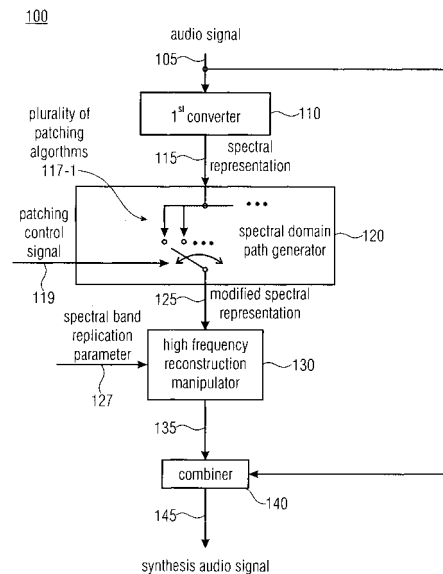 100
audio signal
105
1st converter
110
plurality of
patching
algorithms
117-1
115
spectral
representation
patching
control
signal
119
spectral domain
path generator
120
125
modified spectral
representation
spectral band
replication
parameter
127
high frequency
reconstruction
manipulator
130
135
combiner
140
145
synthesis audio signal